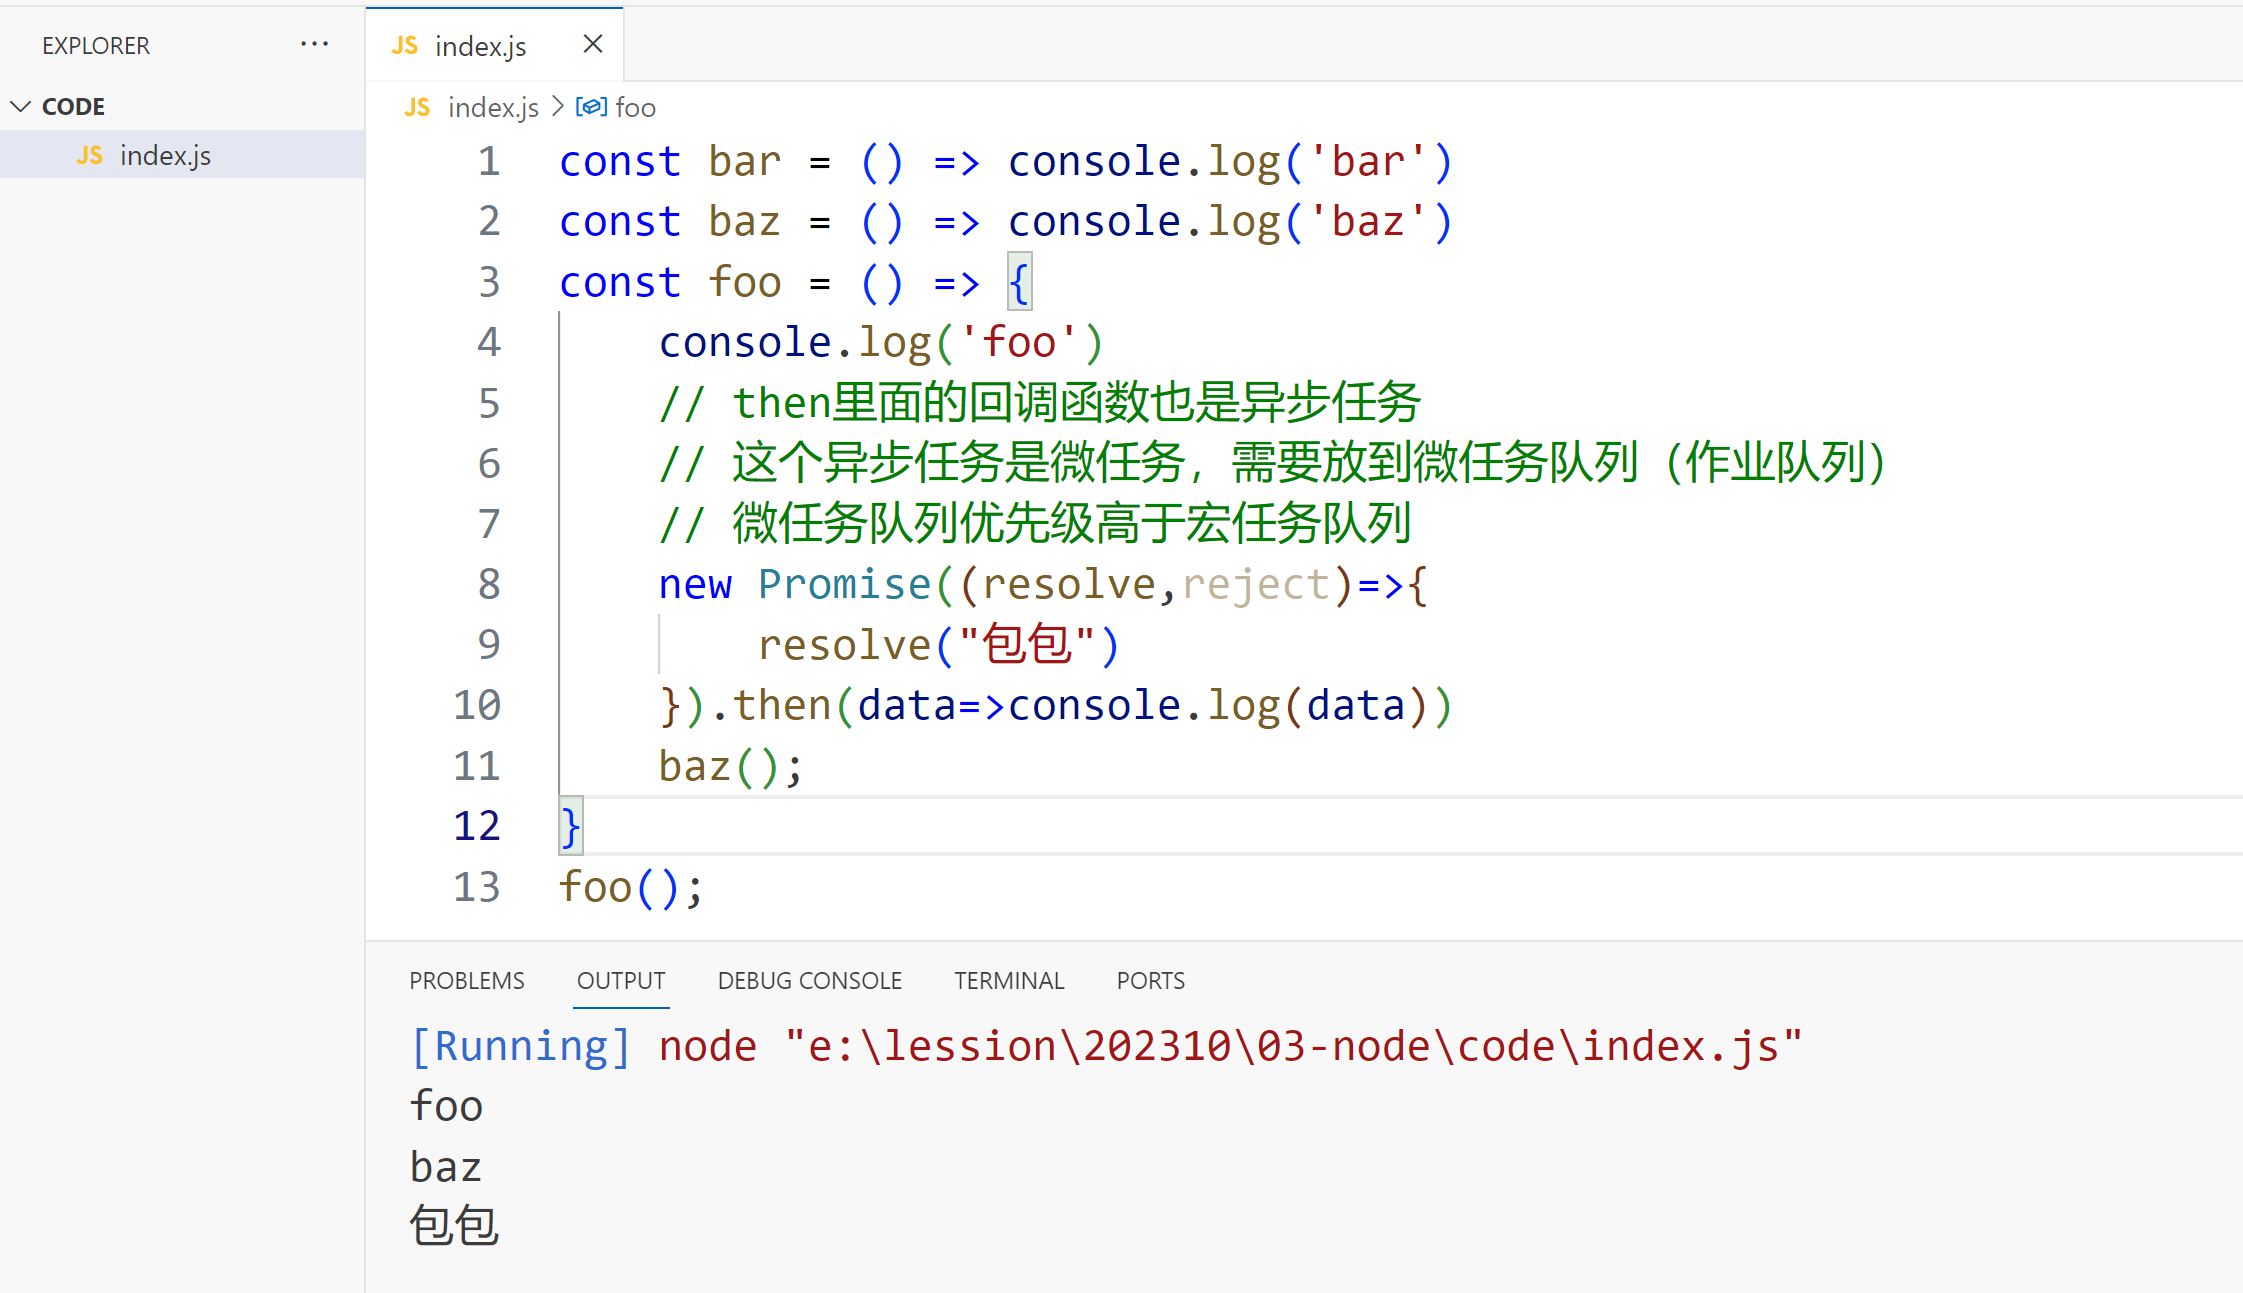 EXPLORER ···
CODE
JS index.js
JS index.js ×
JS index.js > foo
1 const bar = () => console.log('bar')
2 const baz = () => console.log('baz')
3 const foo = () => {
4     console.log('foo')
5     // then里面的回调函数也是异步任务
6     // 这个异步任务是微任务，需要放到微任务队列（作业队列）
7     // 微任务队列优先级高于宏任务队列
8     new Promise((resolve,reject)=>{
9         resolve("包包")
10     }).then(data=>console.log(data))
11     baz();
12 }
13 foo();
PROBLEMS OUTPUT DEBUG CONSOLE TERMINAL PORTS
[Running] node "e:\lession\202310\03-node\code\index.js"
foo
baz
包包